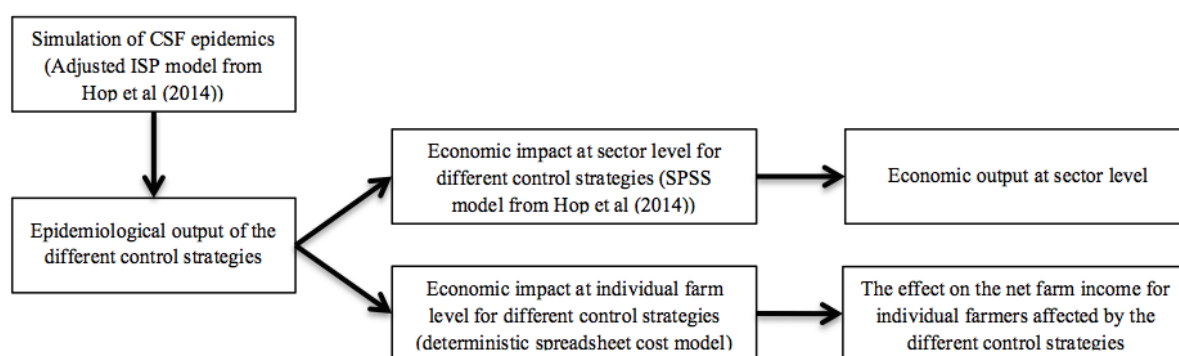 Simulation of CSF epidemics
(Adjusted ISP model from
Hop et al (2014))
Epidemiological output of the
different control strategies
Economic impact at sector level for
different control strategies (SPSS
model from Hop et al (2014))
Economic output at sector level
Economic impact at individual farm
level for different control strategies
(deterministic spreadsheet cost model)
The effect on the net farm income for
individual farmers affected by the
different control strategies